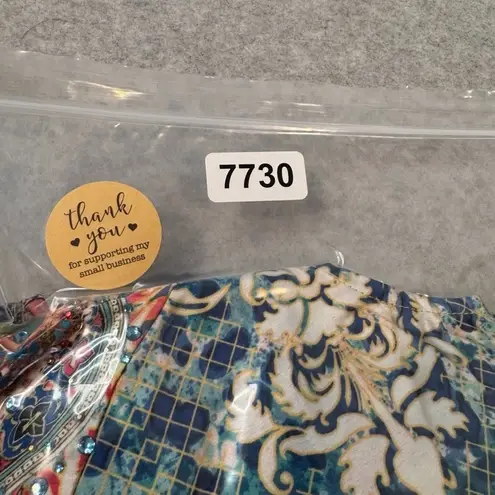 7730
thank
you
for supporting my
small business